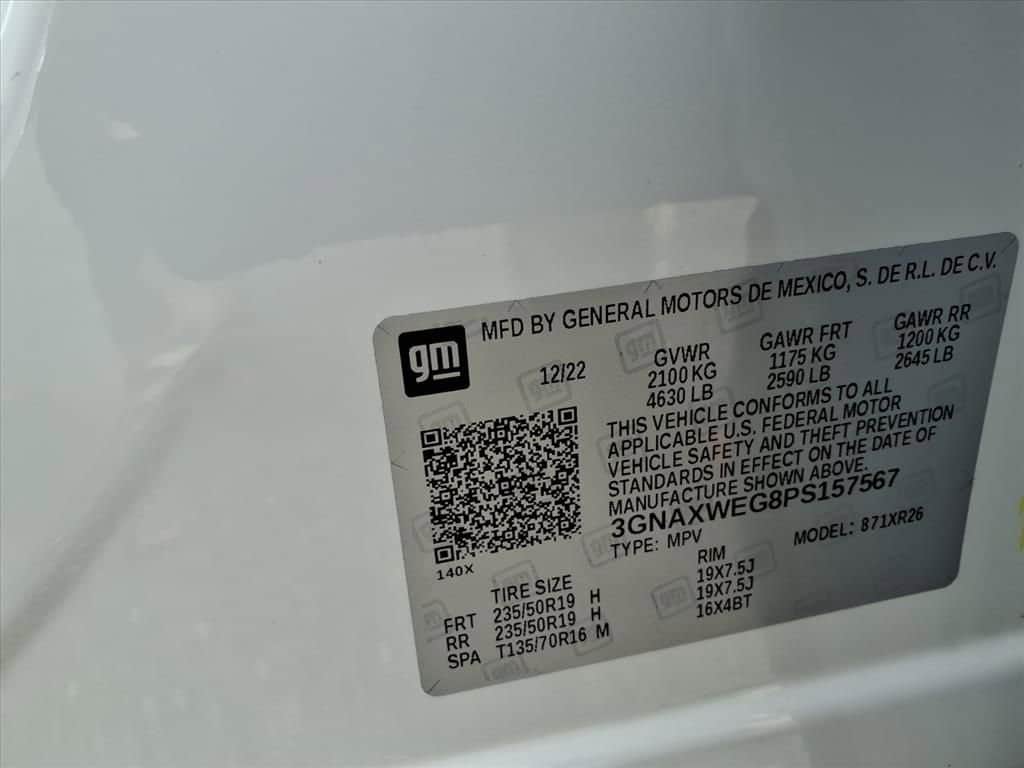 MFD BY GENERAL MOTORS DE MEXICO, S. DE R.L. DE C.V.
gm
12/22
GVWR GAWR FRT GAWR RR
2100 KG 1175 KG 1200 KG
4630 LB 2590 LB 2645 LB
THIS VEHICLE CONFORMS TO ALL
APPLICABLE U.S. FEDERAL MOTOR
VEHICLE SAFETY AND THEFT PREVENTION
STANDARDS IN EFFECT ON THE DATE OF
MANUFACTURE SHOWN ABOVE.
3GNAXWEG8PS157567
TYPE: MPV MODEL: 871XR26
140X
TIRE SIZE RIM
FRT 235/50R19 H 19X7.5J
RR 235/50R19 H 19X7.5J
SPA T135/70R16 M 16X4BT